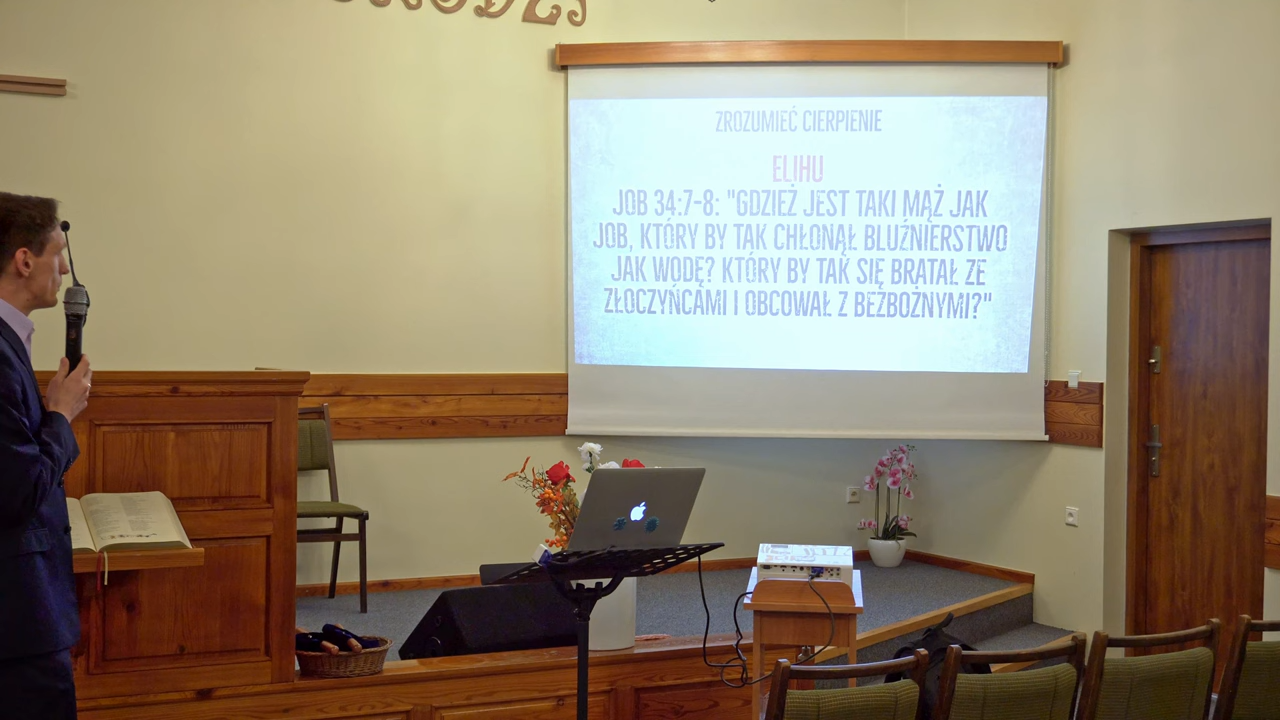 ZROZUMIEĆ CIERPIENIE
ELIHU
JOB 34:7-8: "GDZIEŻ JEST TAKI MĄŻ JAK
JOB, KTÓRY BY TAK CHŁONĄŁ BLUŹNIERSTWO
JAK WODĘ? KTÓRY BY TAK SIĘ BRATAŁ ZE
ZŁOCZYŃCAMI I OBCOWAŁ Z BEZBOŻNYMI?"